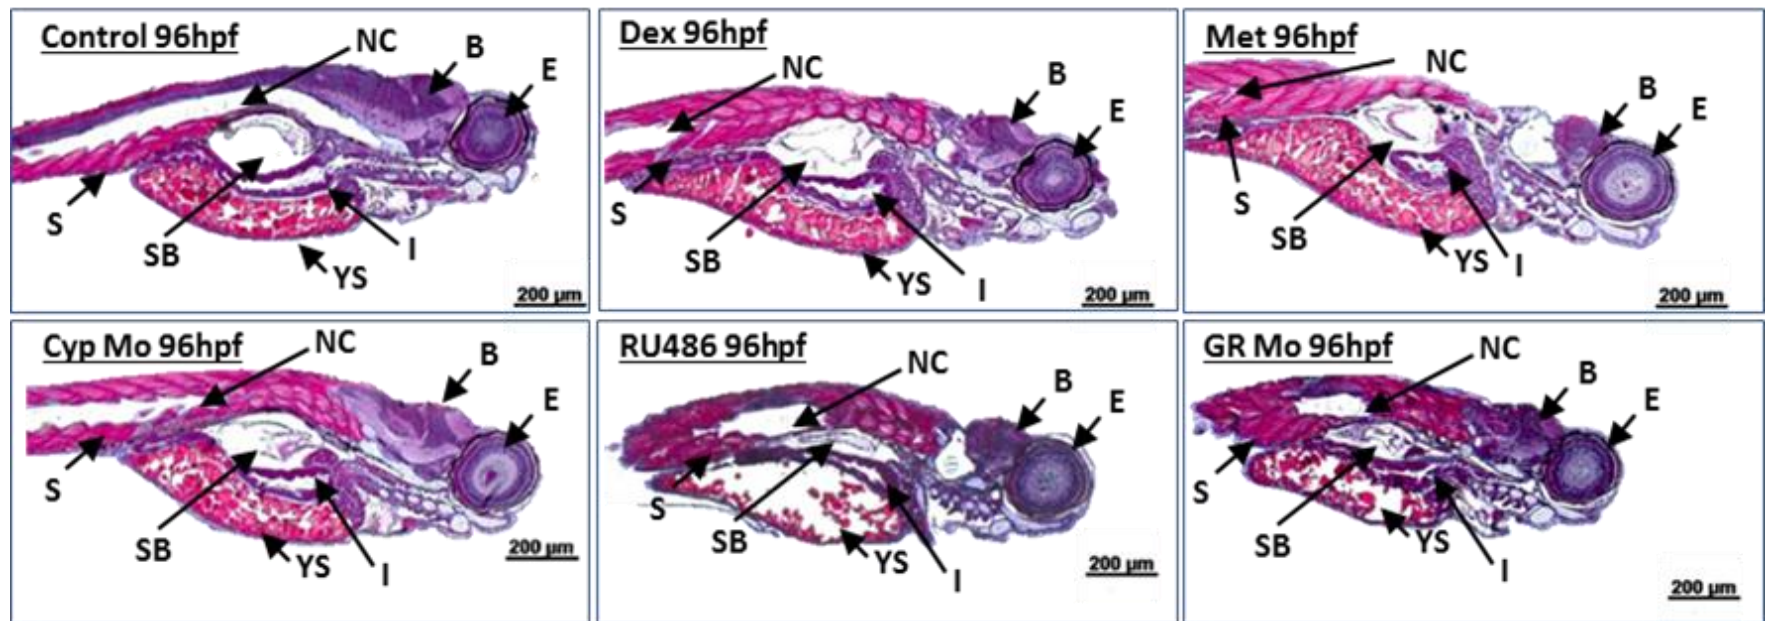 Control 96hpf
NC
B
E
S
SB
I
YS
200 µm
Dex 96hpf
NC
B
E
S
SB
YS
I
200 µm
Met 96hpf
NC
B
E
S
SB
YS
I
200 µm
Cyp Mo 96hpf
NC
B
E
S
SB
YS
I
200 µm
RU486 96hpf
NC
B
E
S
SB
YS
I
200 µm
GR Mo 96hpf
NC
B
E
S
SB
YS
I
200 µm